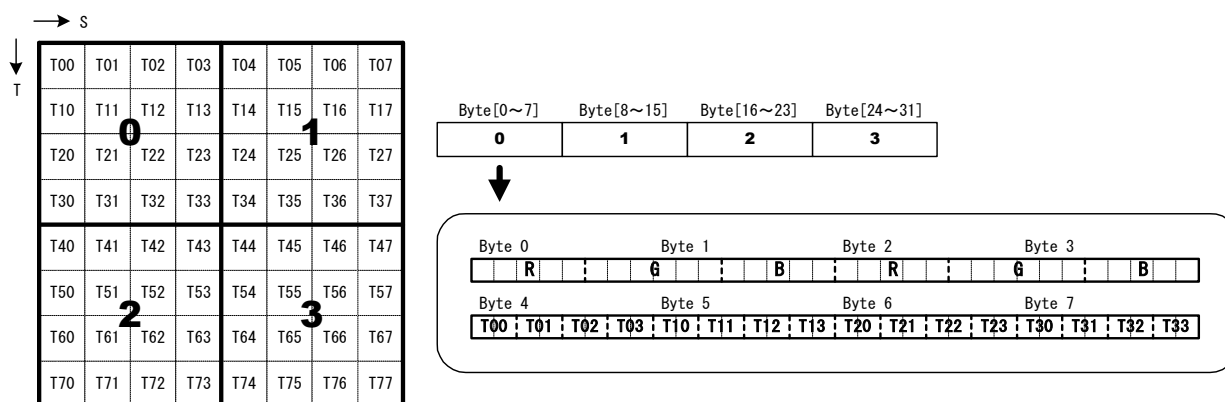 S
T
T00 T01 T02 T03 T04 T05 T06 T07
T10 T11 T12 T13 T14 T15 T16 T17
0 1
T20 T21 T22 T23 T24 T25 T26 T27
T30 T31 T32 T33 T34 T35 T36 T37
T40 T41 T42 T43 T44 T45 T46 T47
T50 T51 T52 T53 T54 T55 T56 T57
2 3
T60 T61 T62 T63 T64 T65 T66 T67
T70 T71 T72 T73 T74 T75 T76 T77
Byte[0～7] Byte[8～15] Byte[16～23] Byte[24～31]
0 1 2 3
Byte 0 Byte 1 Byte 2 Byte 3
R G B R G B
Byte 4 Byte 5 Byte 6 Byte 7
T00 T01 T02 T03 T10 T11 T12 T13 T20 T21 T22 T23 T30 T31 T32 T33